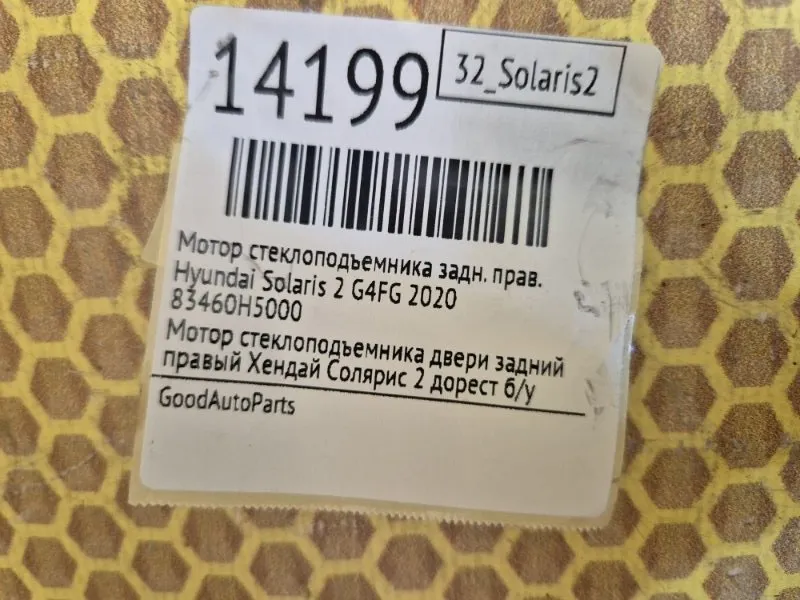 14199
32_Solaris2
Мотор стеклоподъемника задн. прав.
Hyundai Solaris 2 G4FG 2020
83460H5000
Мотор стеклоподъемника двери задний
правый Хендай Солярис 2 дорест б/у
GoodAutoParts